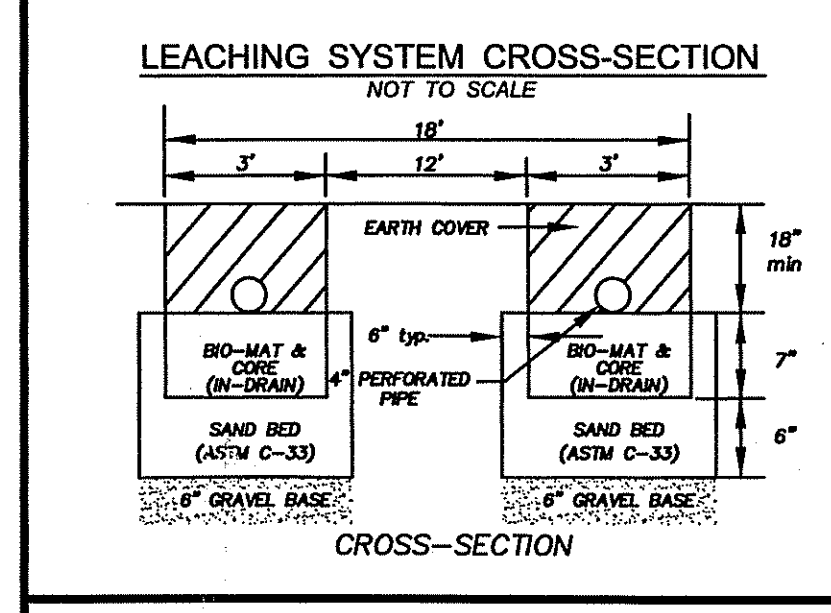 LEACHING SYSTEM CROSS-SECTION
NOT TO SCALE
18'
3'
12'
3'
EARTH COVER
18"
min
6" typ.
BIO-MAT &
CORE
(IN-DRAIN)
4" PERFORATED
PIPE
BIO-MAT &
CORE
(IN-DRAIN)
7"
SAND BED
(ASTM C-33)
SAND BED
(ASTM C-33)
6"
6" GRAVEL BASE
6" GRAVEL BASE
CROSS-SECTION